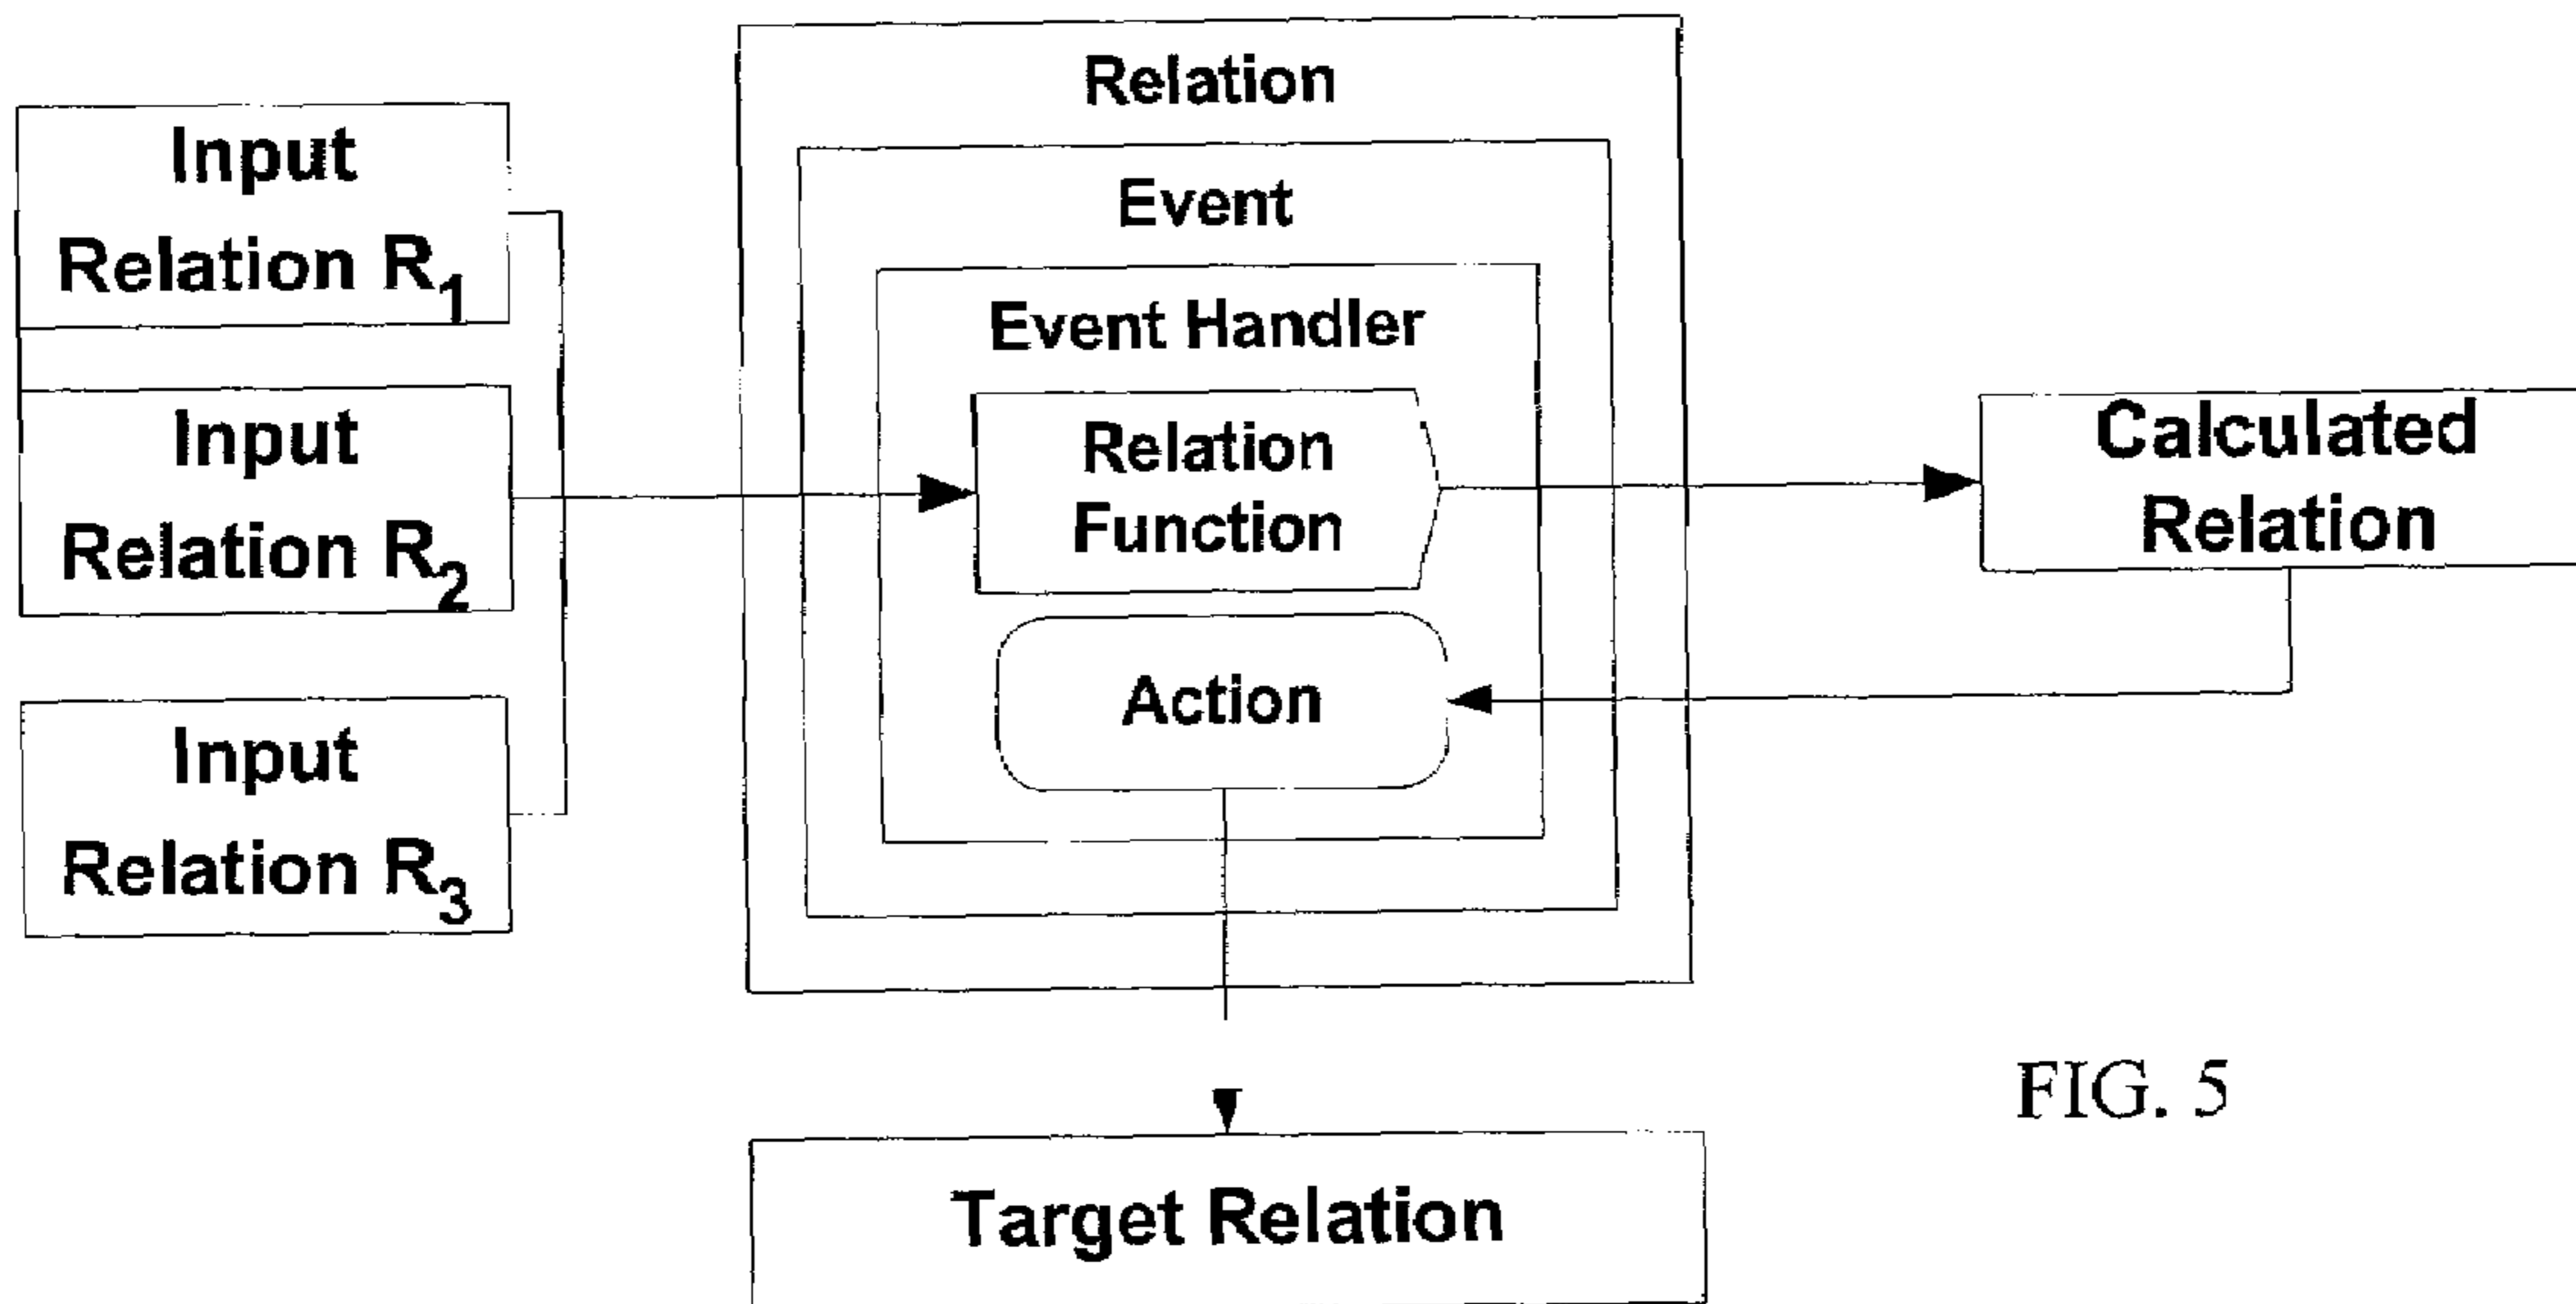 Input
Relation R₁
Input
Relation R₂
Input
Relation R₃
Relation
Event
Event Handler
Relation
Function
Action
Calculated
Relation
Target Relation
FIG. 5